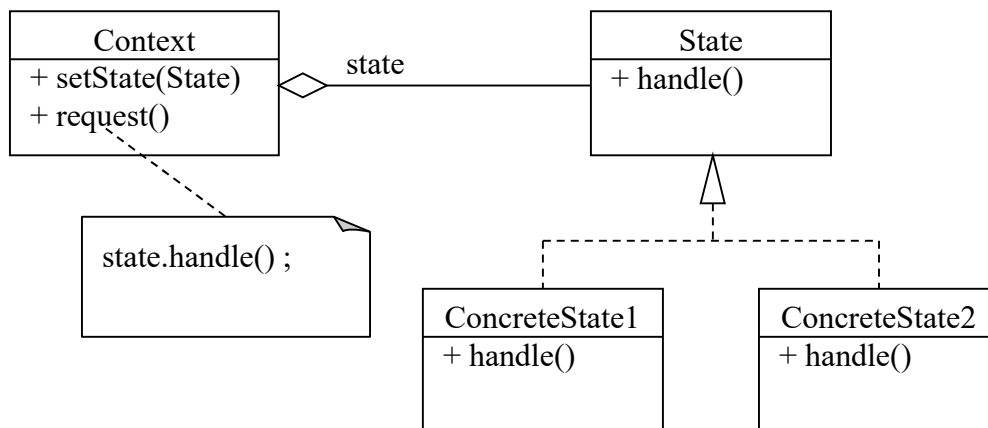 Context
+ setState(State)
+ request()
state
State
+ handle()
state.handle() ;
ConcreteState1
+ handle()
ConcreteState2
+ handle()